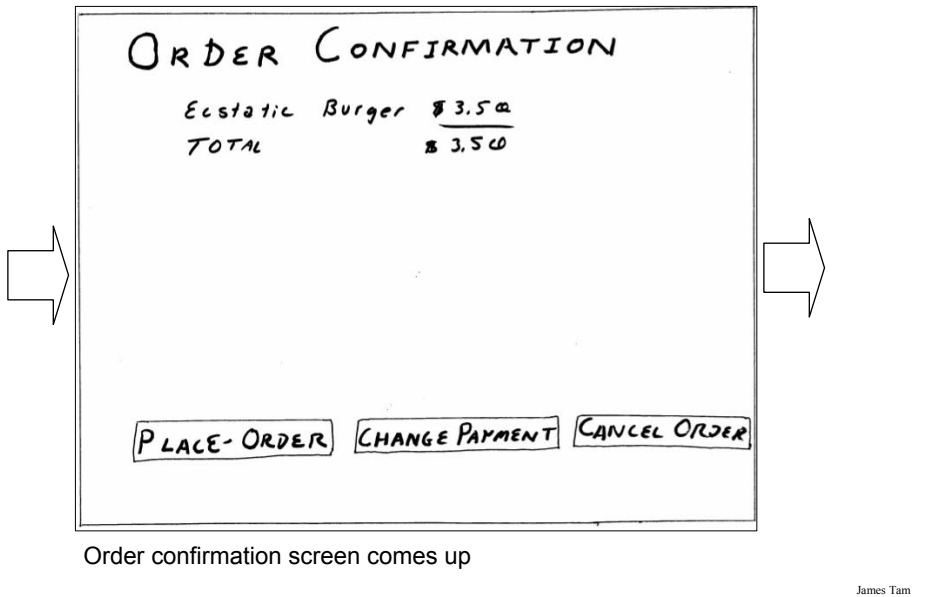 ORDER CONFIRMATION
Ecstatic Burger $3.50
TOTAL $3.50
PLACE-ORDER CHANGE PAYMENT CANCEL ORDER
Order confirmation screen comes up
James Tam